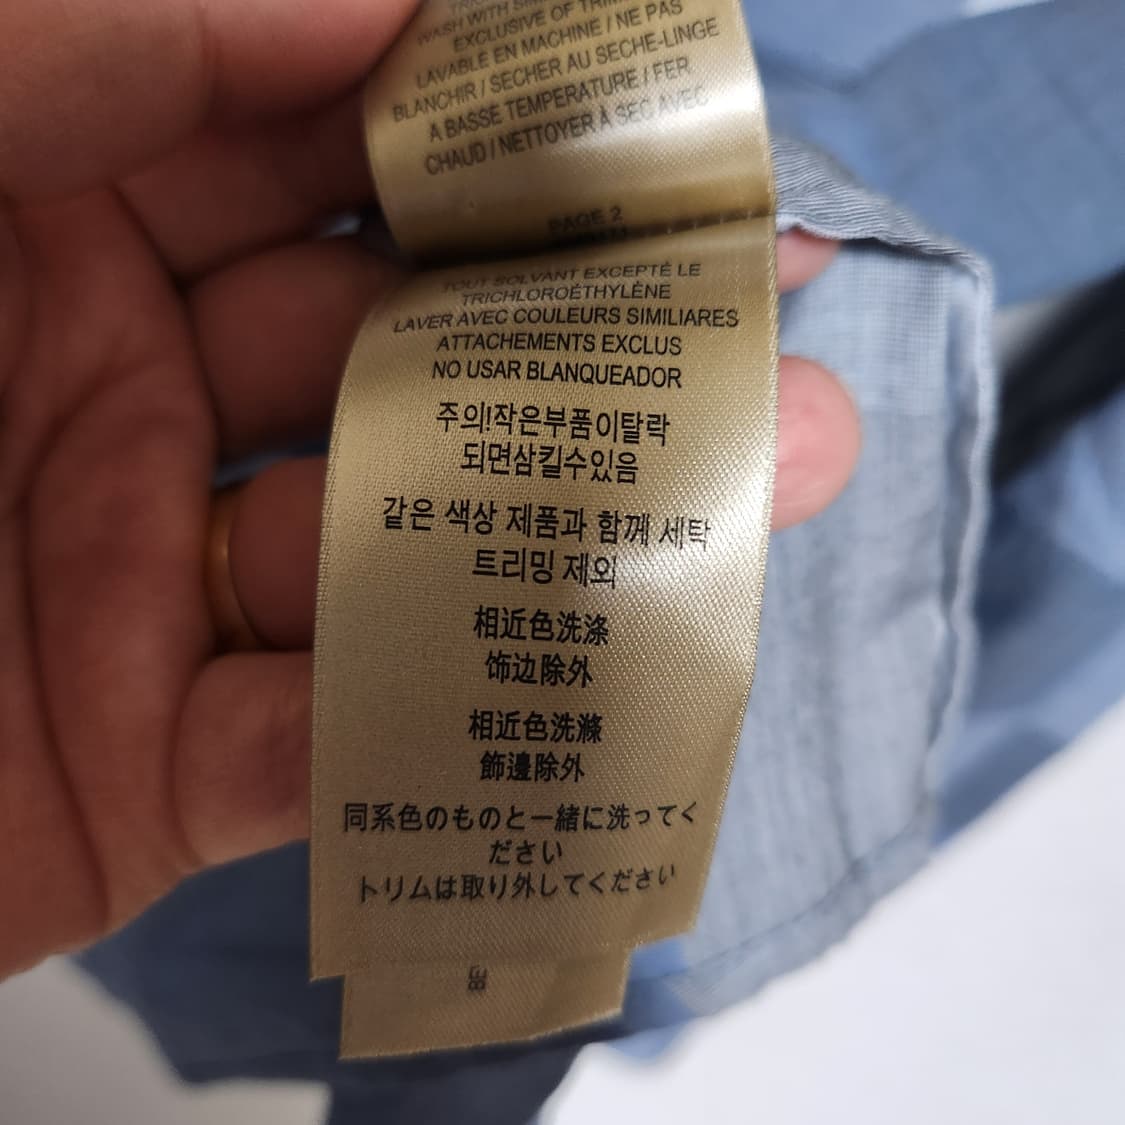 WASH WITH
EXCLUSIVE OF TRIM
LAVABLE EN MACHINE / NE PAS
BLANCHIR / SECHER AU SECHE-LINGE
A BASSE TEMPERATURE / FER
CHAUD / NETTOYER À SEC AVEC
PAGE 2
TOUT SOLVANT EXCEPTÉ LE
TRICHLOROÉTHYLÈNE
LAVER AVEC COULEURS SIMILIARES
ATTACHEMENTS EXCLUS
NO USAR BLANQUEADOR
주의!작은부품이탈락
되면삼킬수있음
같은 색상 제품과 함께 세탁
트리밍 제외
相近色洗涤
饰边除外
相近色洗滌
飾邊除外
同系色のものと一緒に洗ってく
ださい
トリムは取り外してください